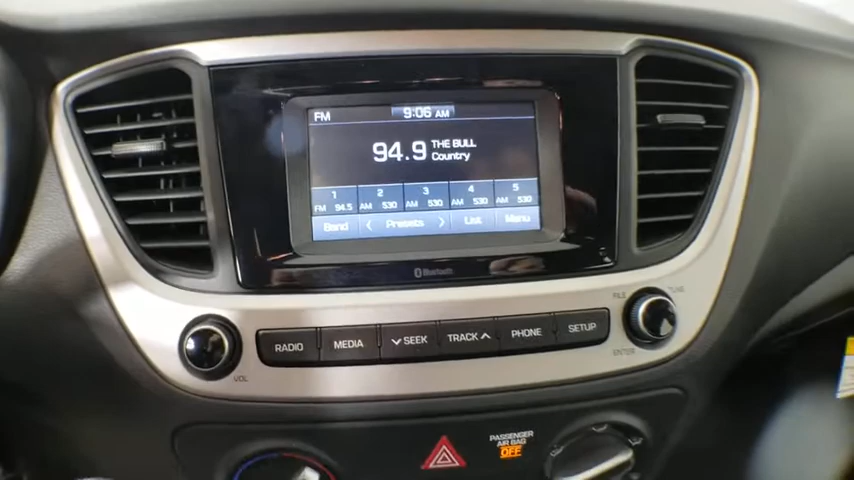 FM 9:06 AM
94.9 THE BULL
Country
1 2 3 4 5
FM 94.5 AM 530 AM 530 AM 530 AM 530
Band < Presets > List Menu
Bluetooth
FILE TUNE
RADIO MEDIA SEEK TRACK PHONE SETUP
VOL ENTER
PASSENGER
AIR BAG
OFF